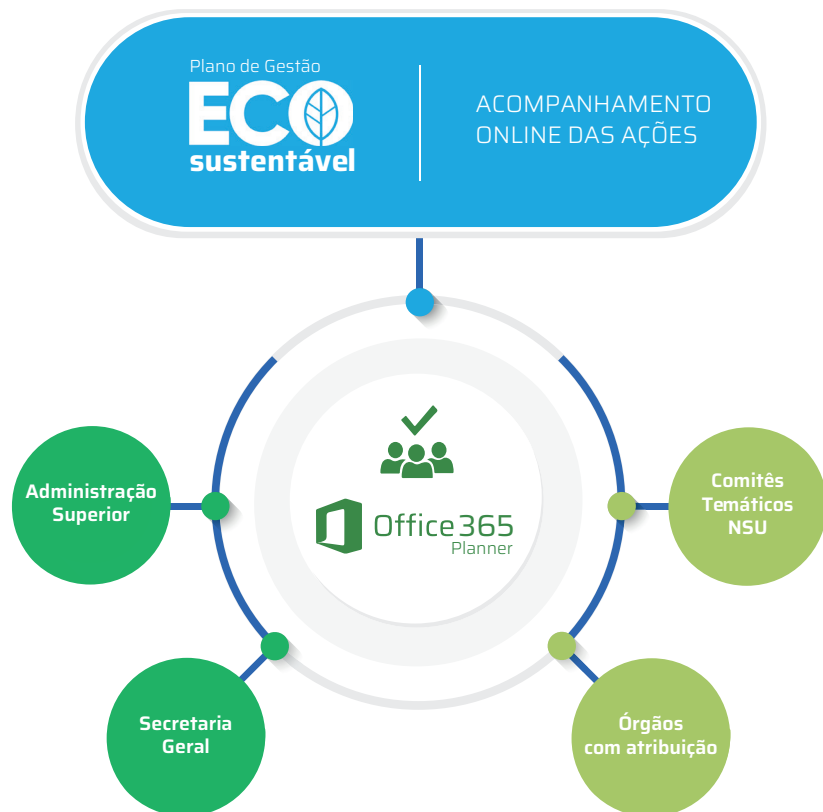 Plano de Gestão
ECO
sustentável
ACOMPANHAMENTO
ONLINE DAS AÇÕES
Office 365
Planner
Administração
Superior
Comitês
Temáticos
NSU
Secretaria
Geral
Órgãos
com atribuição